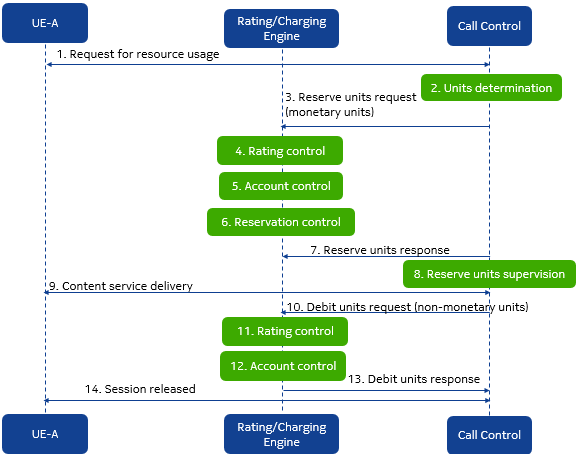 UE-A
Rating/Charging
Engine
Call Control
1. Request for resource usage
2. Units determination
3. Reserve units request
(monetary units)
4. Rating control
5. Account control
6. Reservation control
7. Reserve units response
8. Reserve units supervision
9. Content service delivery
10. Debit units request (non-monetary units)
11. Rating control
12. Account control
13. Debit units response
14. Session released
UE-A
Rating/Charging
Engine
Call Control